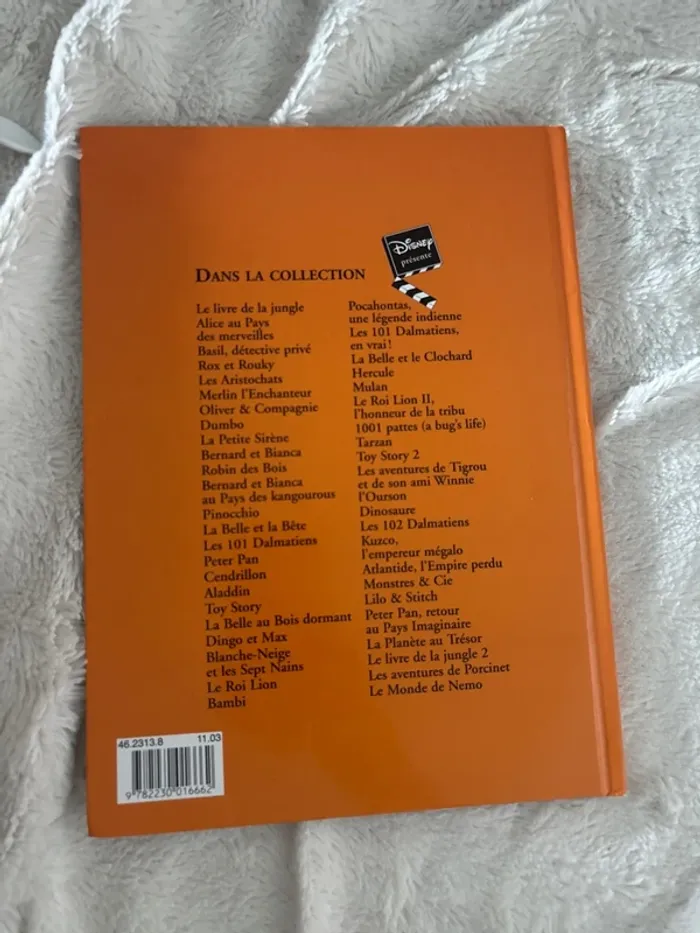 Disney
présente
DANS LA COLLECTION
Le livre de la jungle
Alice au Pays
des merveilles
Basil, détective privé
Rox et Rouky
Les Aristochats
Merlin l'Enchanteur
Oliver & Compagnie
Dumbo
La Petite Sirène
Bernard et Bianca
Robin des Bois
Bernard et Bianca
au Pays des kangourous
Pinocchio
La Belle et la Bête
Les 101 Dalmatiens
Peter Pan
Cendrillon
Aladdin
Toy Story
La Belle au Bois dormant
Dingo et Max
Blanche-Neige
et les Sept Nains
Le Roi Lion
Bambi
Pocahontas,
une légende indienne
Les 101 Dalmatiens,
en vrai !
La Belle et le Clochard
Hercule
Mulan
Le Roi Lion II,
l'honneur de la tribu
1001 pattes (a bug's life)
Tarzan
Toy Story 2
Les aventures de Tigrou
et de son ami Winnie
l'Ourson
Dinosaure
Les 102 Dalmatiens
Kuzco,
l'empereur mégalo
Atlantide, l'Empire perdu
Monstres & Cie
Lilo & Stitch
Peter Pan, retour
au Pays Imaginaire
La Planète au Trésor
Le livre de la jungle 2
Les aventures de Porcinet
Le Monde de Nemo
46.2313.8 11.03
9 782230 016662